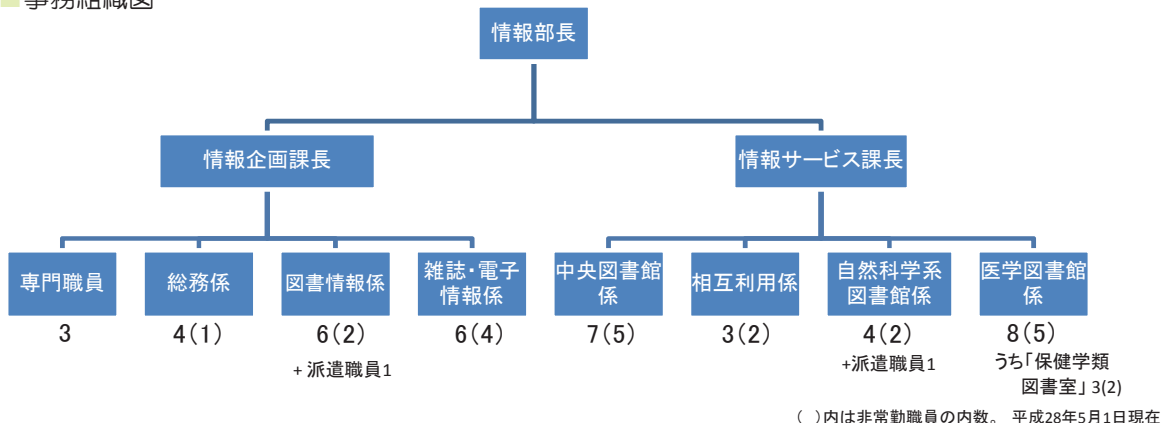 事務組織図
情報部長
情報企画課長
情報サービス課長
専門職員
総務係
図書情報係
雑誌・電子
情報係
中央図書館
係
相互利用係
自然科学系
図書館係
医学図書館
係
3
4(1)
6(2)
6(4)
7(5)
3(2)
4(2)
8(5)
+ 派遣職員1
+派遣職員1
うち「保健学類
図書室」 3(2)
( )内は非常勤職員の内数。 平成28年5月1日現在